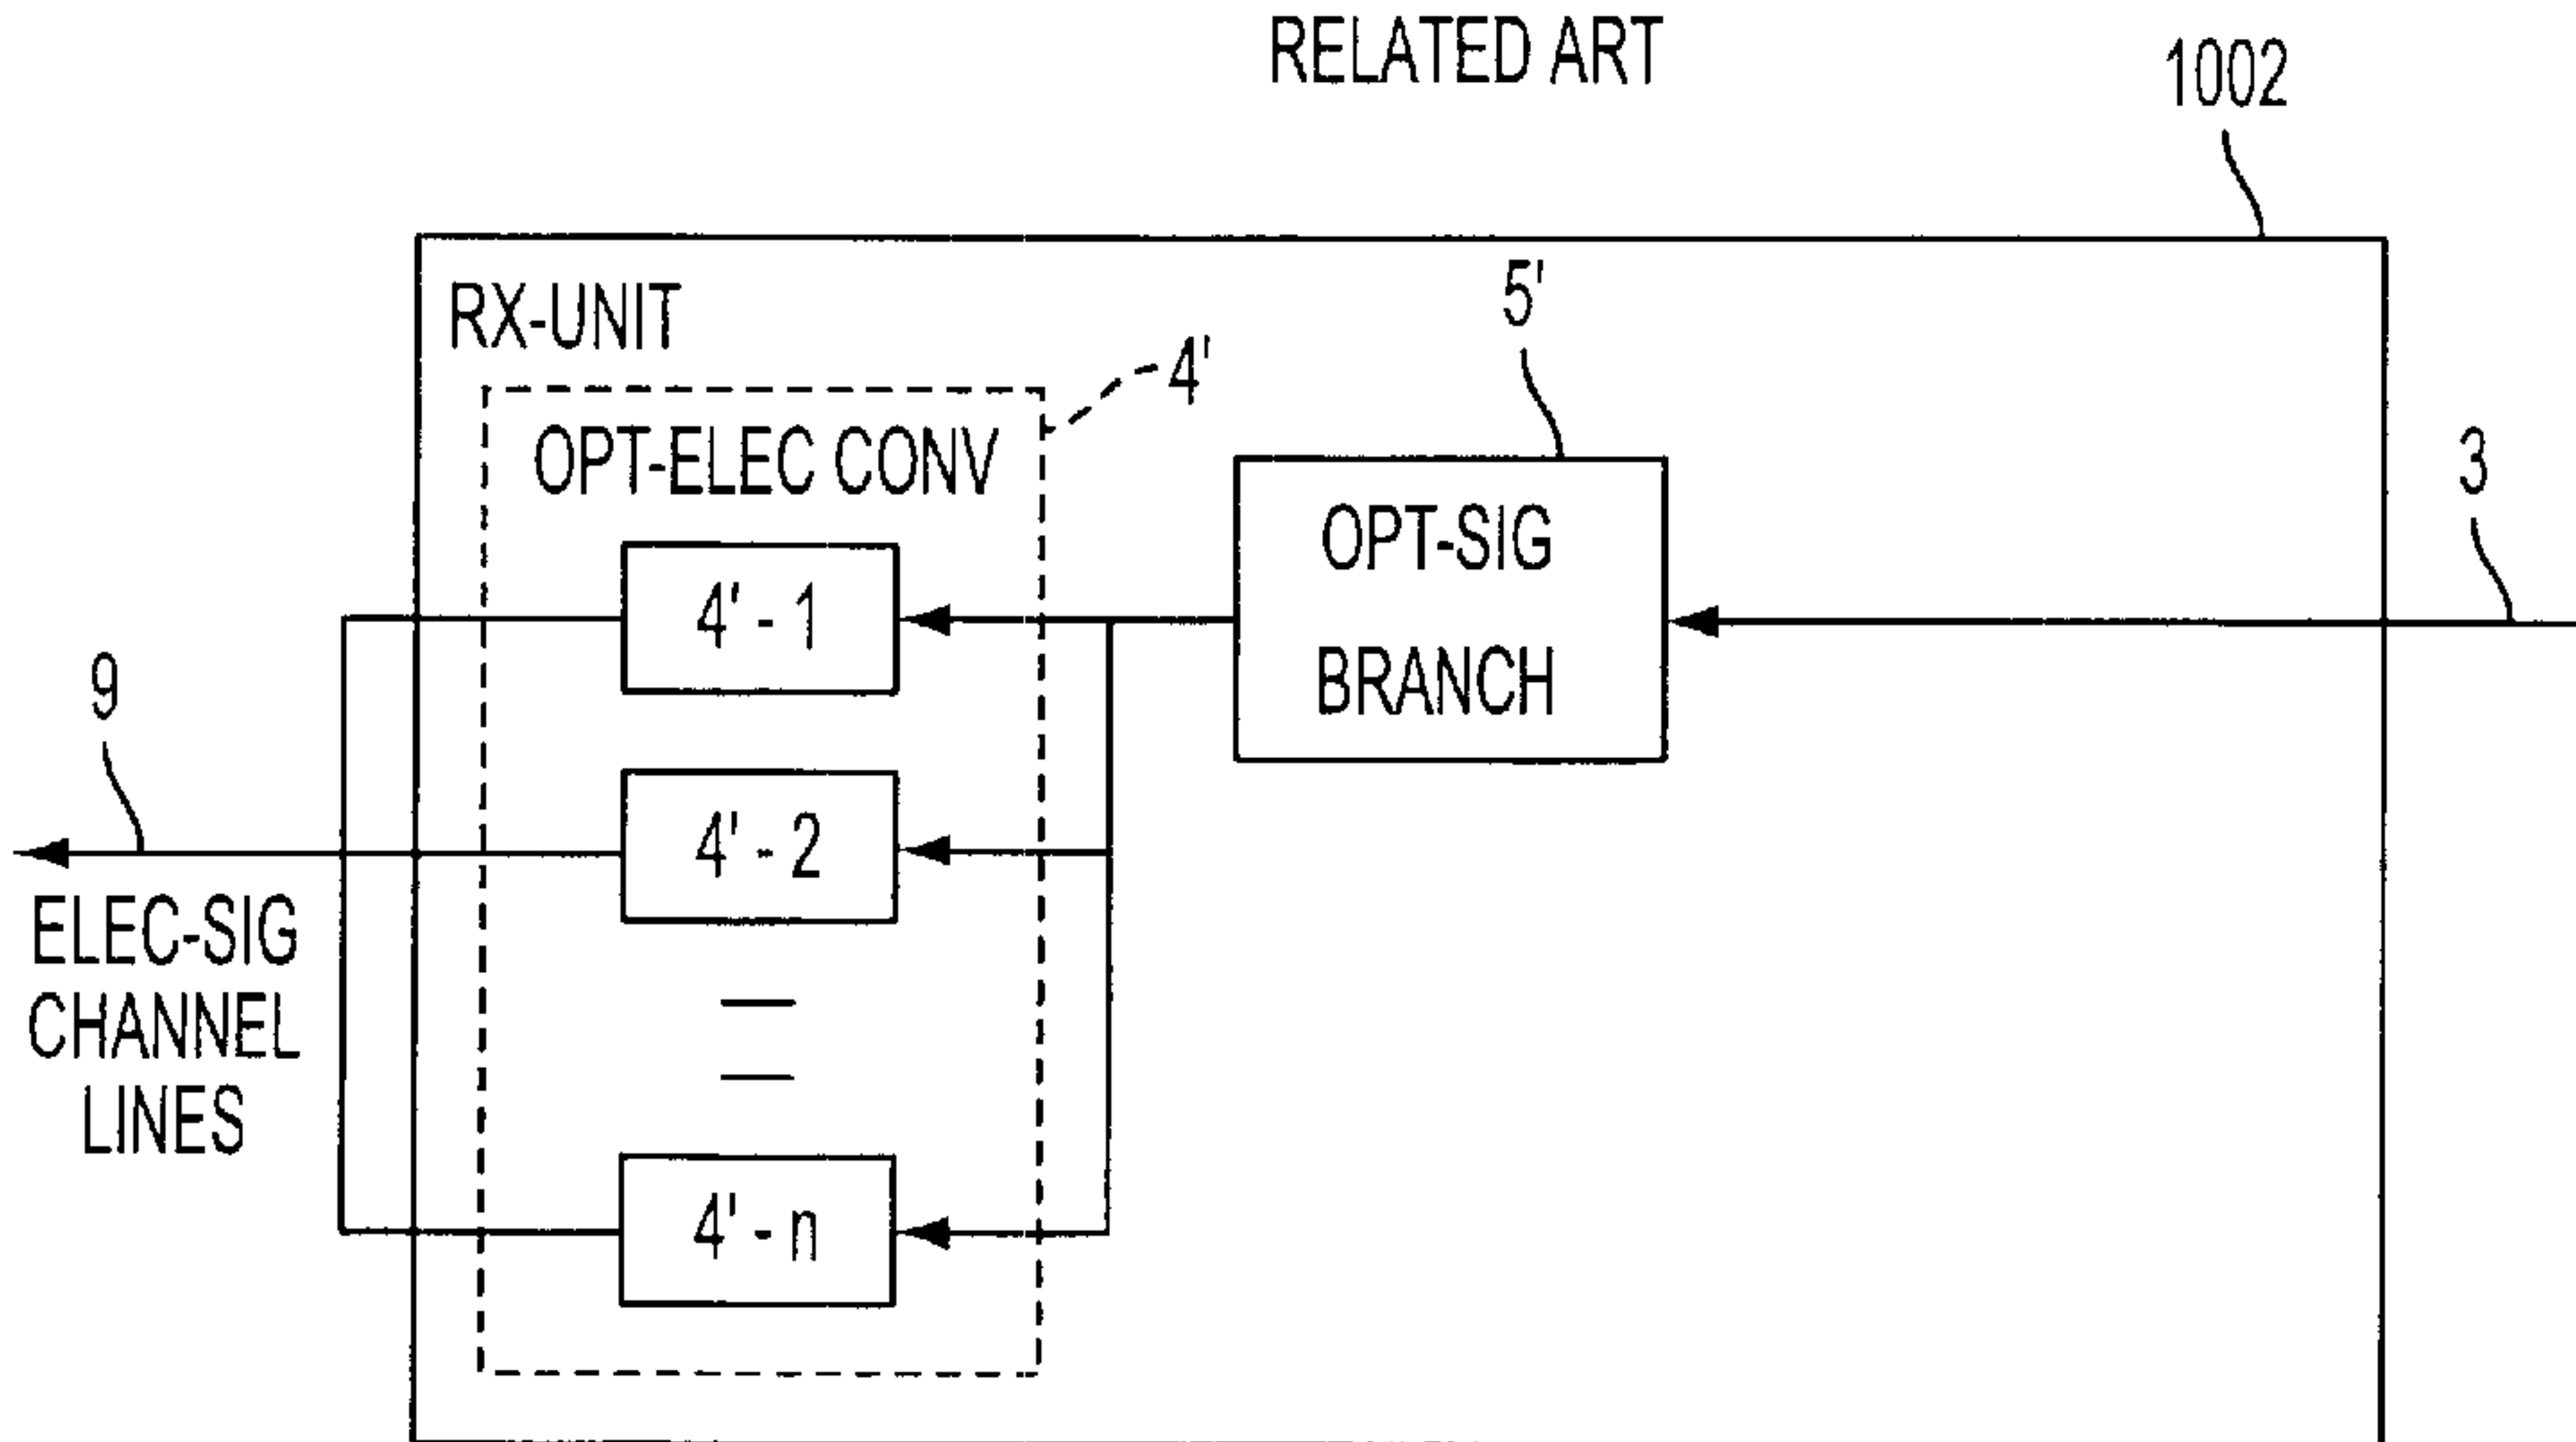 RELATED ART
1002
RX-UNIT
5'
4'
OPT-ELEC CONV
3
OPT-SIG
BRANCH
4' - 1
9
4' - 2
ELEC-SIG
CHANNEL
LINES
4' - n